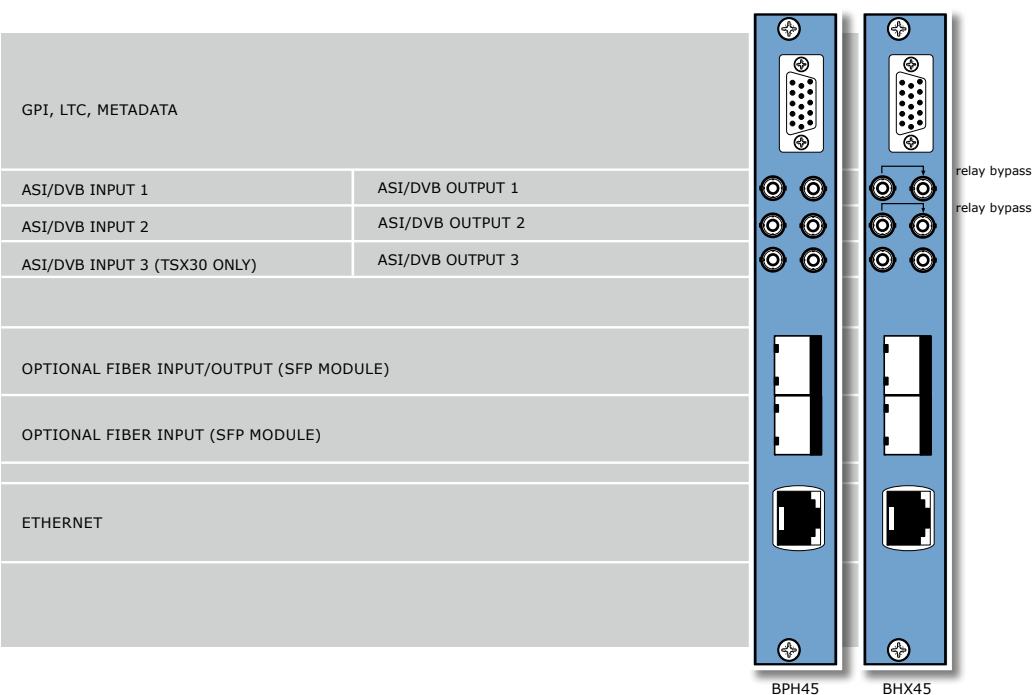 GPI, LTC, METADATA
relay bypass
ASI/DVB INPUT 1
ASI/DVB OUTPUT 1
relay bypass
ASI/DVB INPUT 2
ASI/DVB OUTPUT 2
ASI/DVB INPUT 3 (TSX30 ONLY)
ASI/DVB OUTPUT 3
OPTIONAL FIBER INPUT/OUTPUT (SFP MODULE)
OPTIONAL FIBER INPUT (SFP MODULE)
ETHERNET
BPH45
BHX45